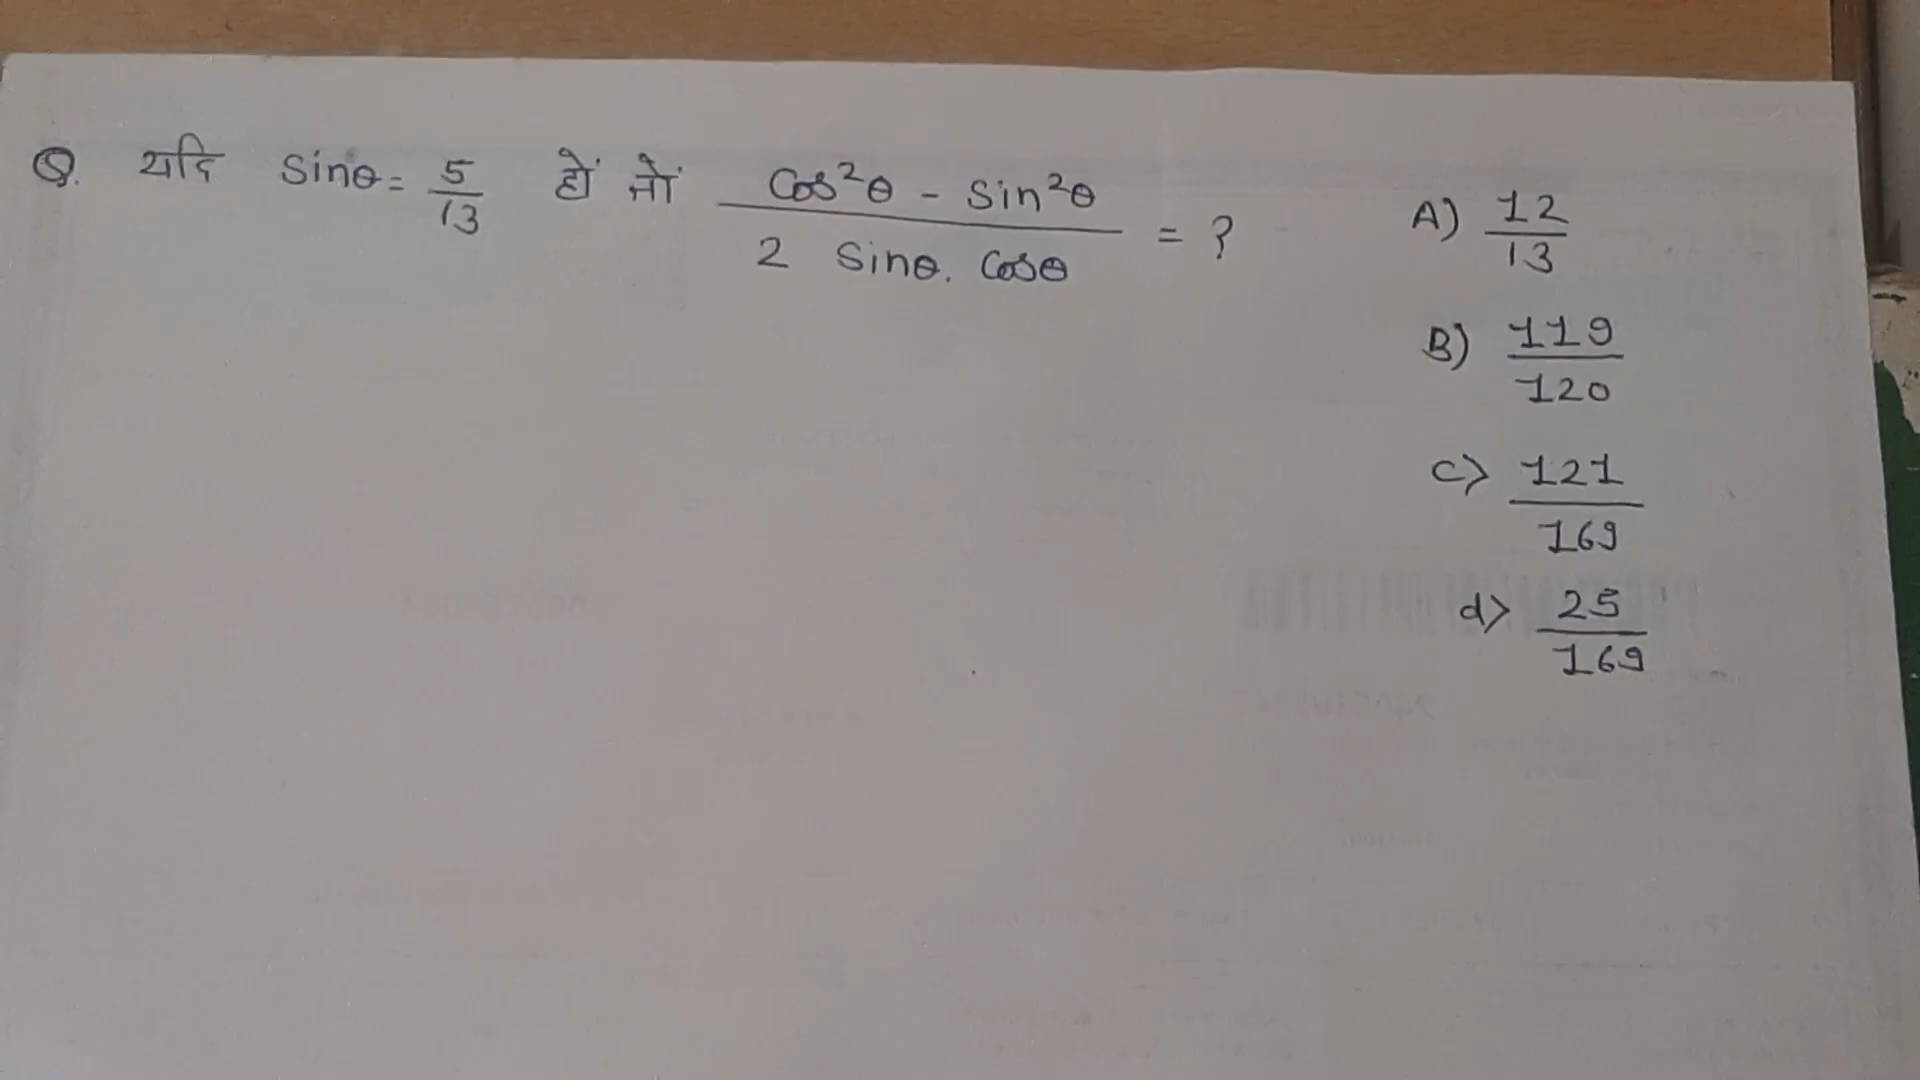 Q. यदि Sinθ = 5/13 हों तों (Cos²θ - Sin²θ)/(2 Sinθ. Cosθ) = ?
A) 12/13
B) 119/120
C) 121/169
d) 25/169